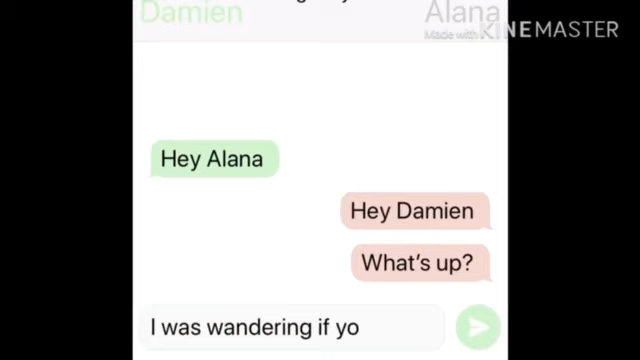 Damien
Alana
Made with KINEMASTER
Hey Alana
Hey Damien
What's up?
I was wandering if yo